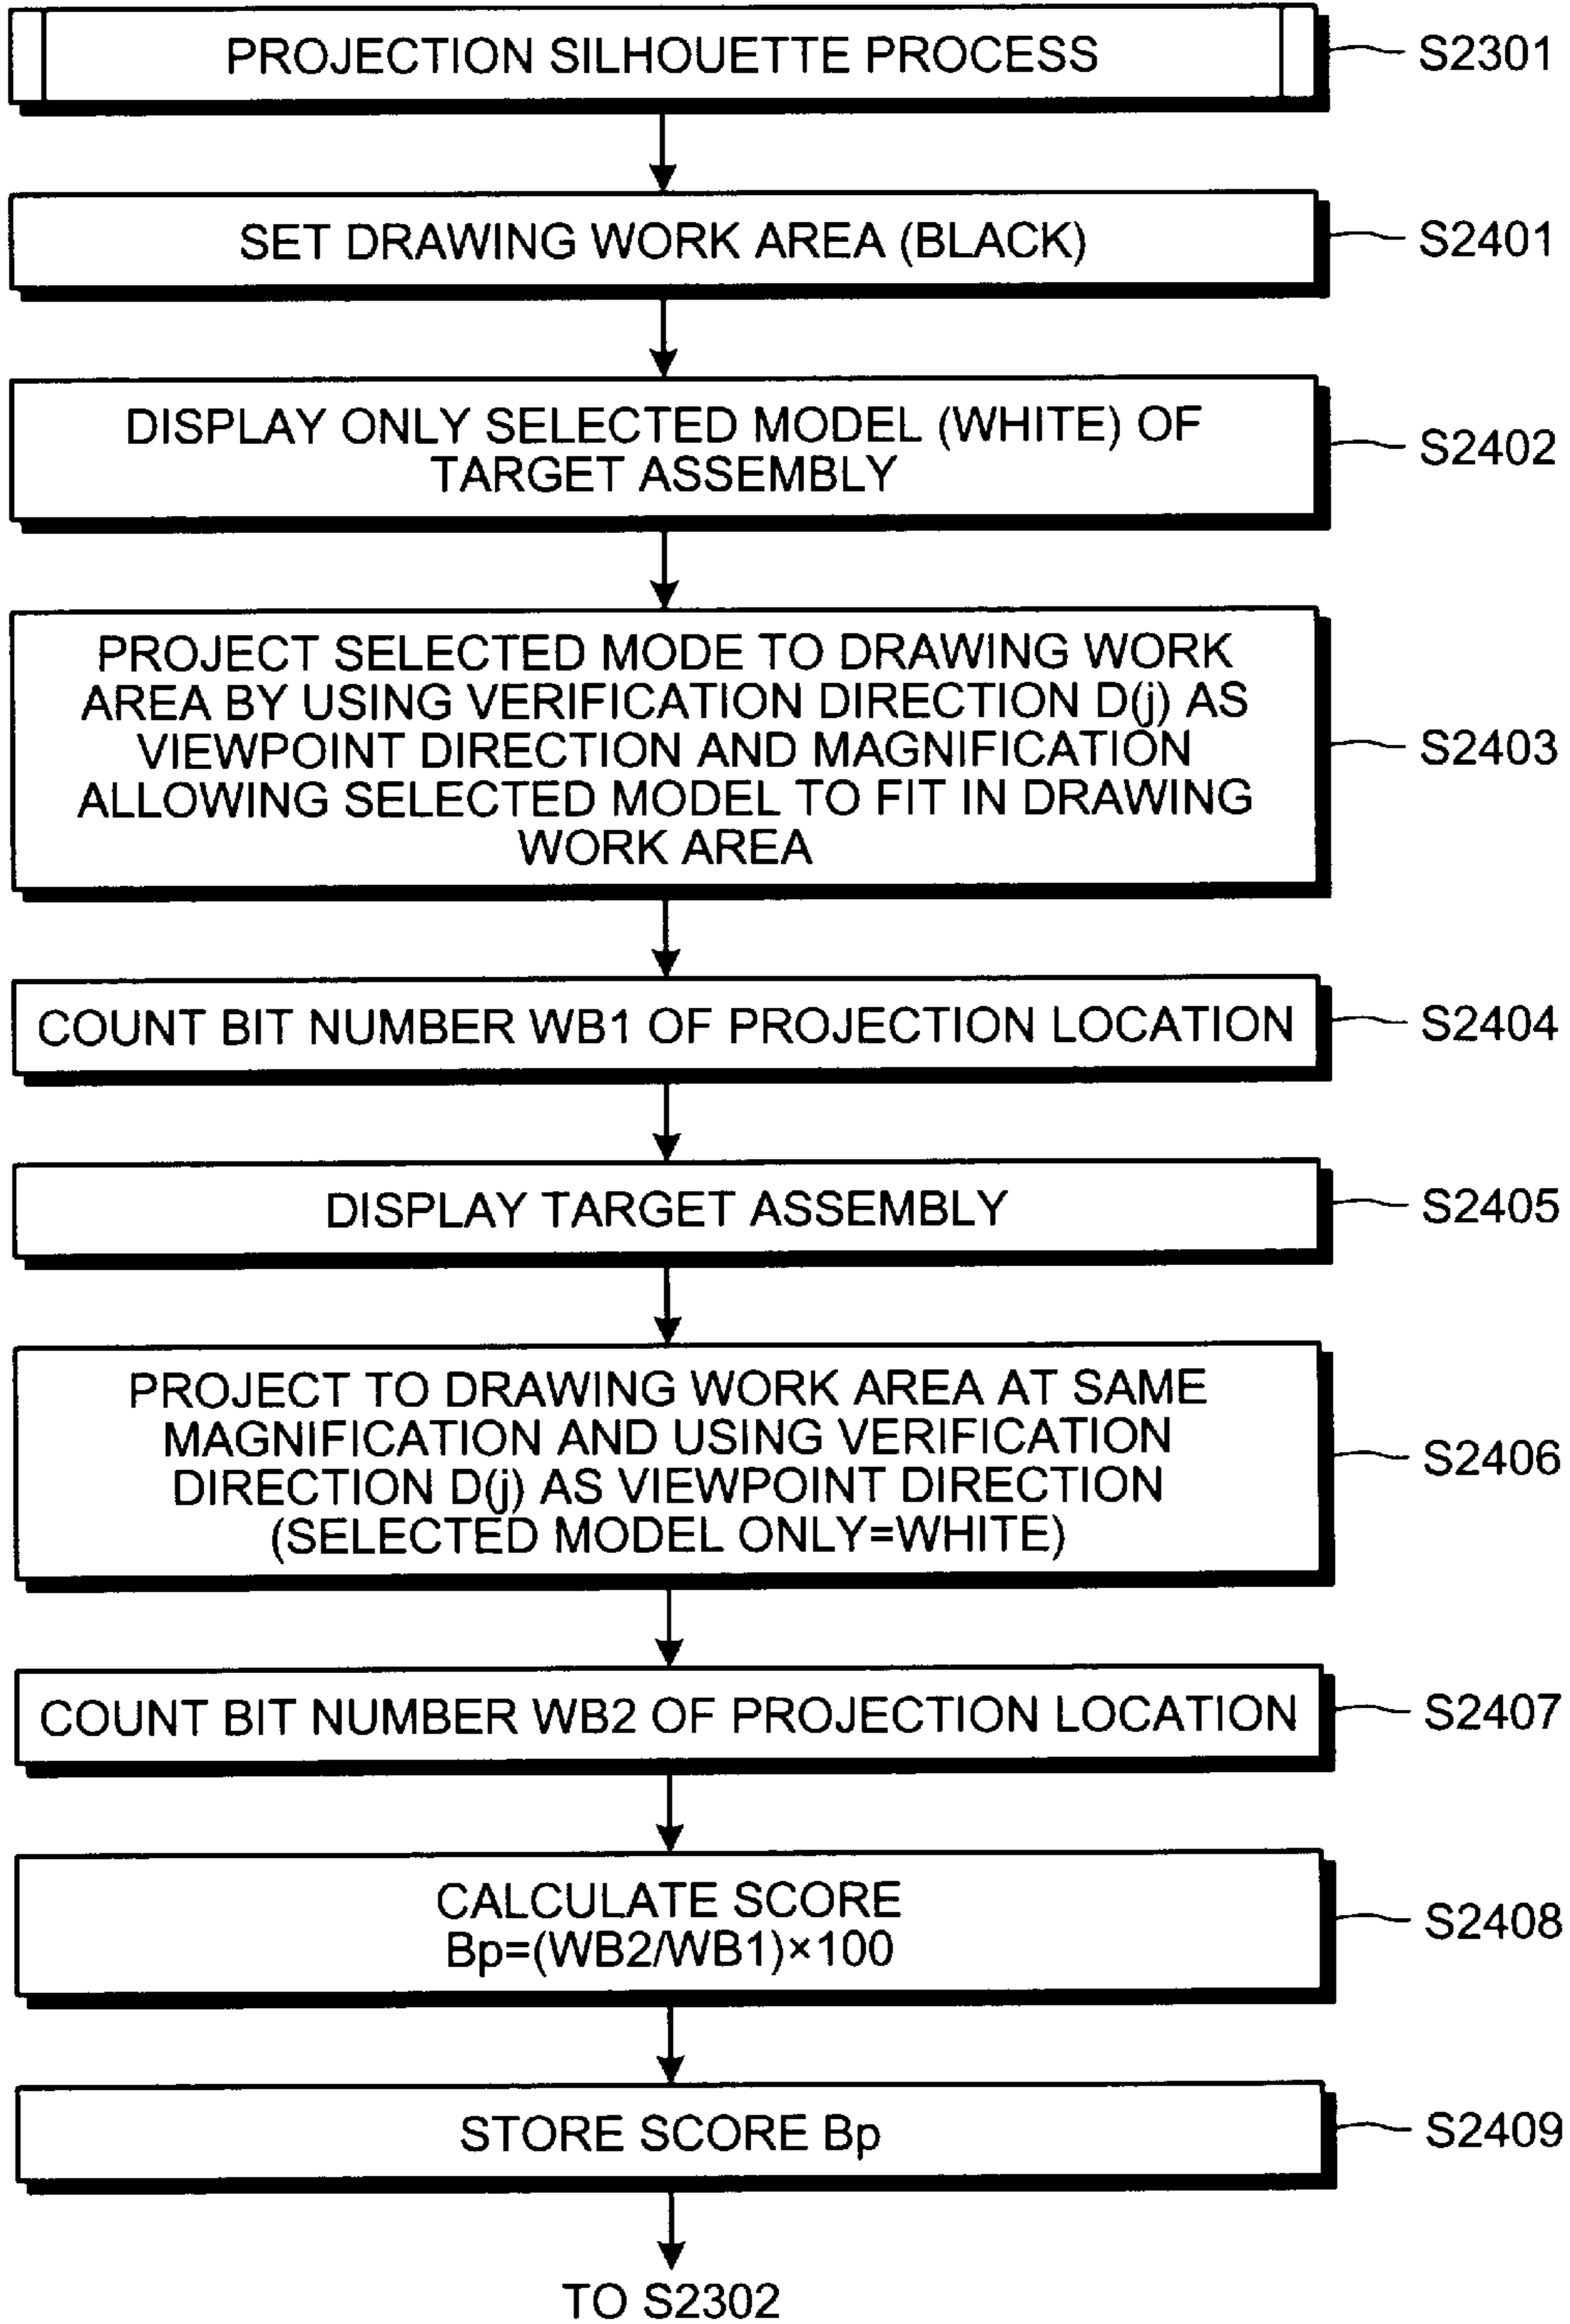 PROJECTION SILHOUETTE PROCESS
S2301
SET DRAWING WORK AREA (BLACK)
S2401
DISPLAY ONLY SELECTED MODEL (WHITE) OF
TARGET ASSEMBLY
S2402
PROJECT SELECTED MODE TO DRAWING WORK
AREA BY USING VERIFICATION DIRECTION D(j) AS
VIEWPOINT DIRECTION AND MAGNIFICATION
ALLOWING SELECTED MODEL TO FIT IN DRAWING
WORK AREA
S2403
COUNT BIT NUMBER WB1 OF PROJECTION LOCATION
S2404
DISPLAY TARGET ASSEMBLY
S2405
PROJECT TO DRAWING WORK AREA AT SAME
MAGNIFICATION AND USING VERIFICATION
DIRECTION D(j) AS VIEWPOINT DIRECTION
(SELECTED MODEL ONLY=WHITE)
S2406
COUNT BIT NUMBER WB2 OF PROJECTION LOCATION
S2407
CALCULATE SCORE
Bp=(WB2/WB1)×100
S2408
STORE SCORE Bp
S2409
TO S2302